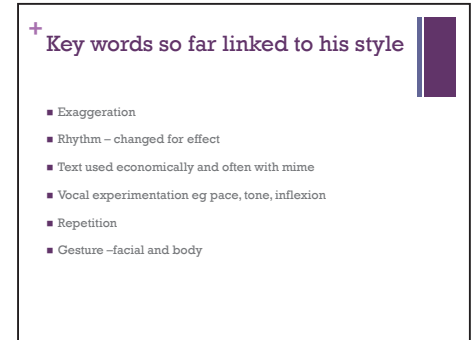 +
Key words so far linked to his style
■ Exaggeration
■ Rhythm – changed for effect
■ Text used economically and often with mime
■ Vocal experimentation eg pace, tone, inflexion
■ Repetition
■ Gesture –facial and body